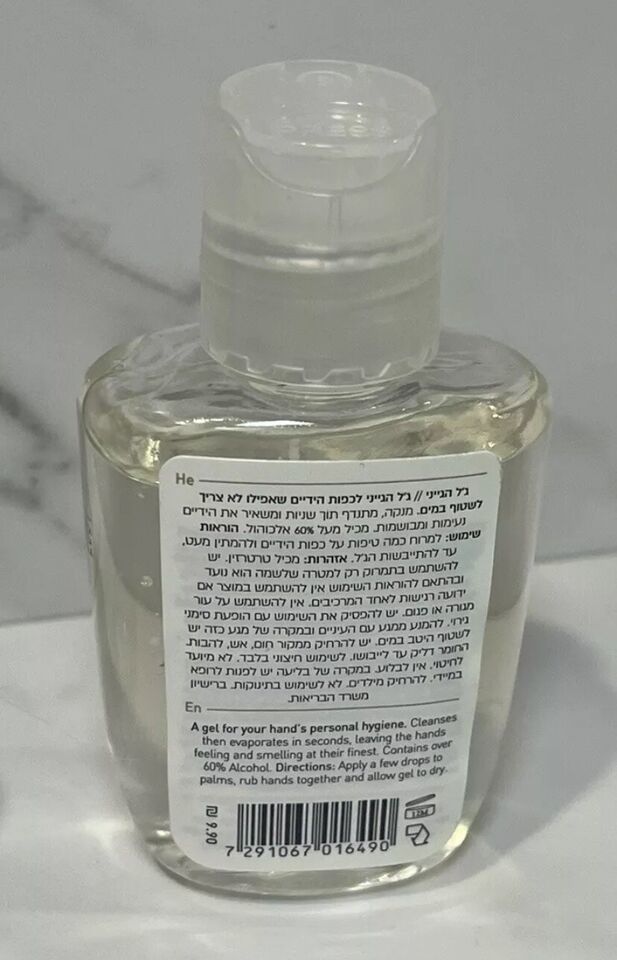 He
ג'ל הגייני // ג'ל הגייני לכפות הידיים שאפילו לא צריך
לשטוף במים. מנקה, מתנדף תוך שניות ומשאיר את הידיים
נעימות ומבושמות. מכיל מעל 60% אלכוהול. הוראות
שימוש: למרוח כמה טיפות על כפות הידיים ולהמתין מעט,
עד להתייבשות הג'ל. אזהרות: מכיל טרטרזין. יש
להשתמש בתמרוק רק למטרה שלשמה הוא נועד
ובהתאם להוראות השימוש אין להשתמש במוצר אם
ידועה רגישות לאחד המרכיבים. אין להשתמש על עור
מגורה או פגום. יש להפסיק את השימוש עם הופעת סימני
גירוי. להמנע ממגע עם העיניים ובמקרה של מגע כזה יש
לשטוף היטב במים. יש להרחיק ממקור חום, אש, להבות.
החומר דליק עד לייבושו. לשימוש חיצוני בלבד. לא מיועד
לחיטוי. אין לבלוע. במקרה של בליעה יש לפנות לרופא
במיידי. להרחיק מילדים. לא לשימוש בתינוקות. ברישיון
משרד הבריאות.
En
A gel for your hand's personal hygiene. Cleanses
then evaporates in seconds, leaving the hands
feeling and smelling at their finest. Contains over
60% Alcohol. Directions: Apply a few drops to
palms, rub hands together and allow gel to dry.
₪ 9.90
12M
7 291067 016490